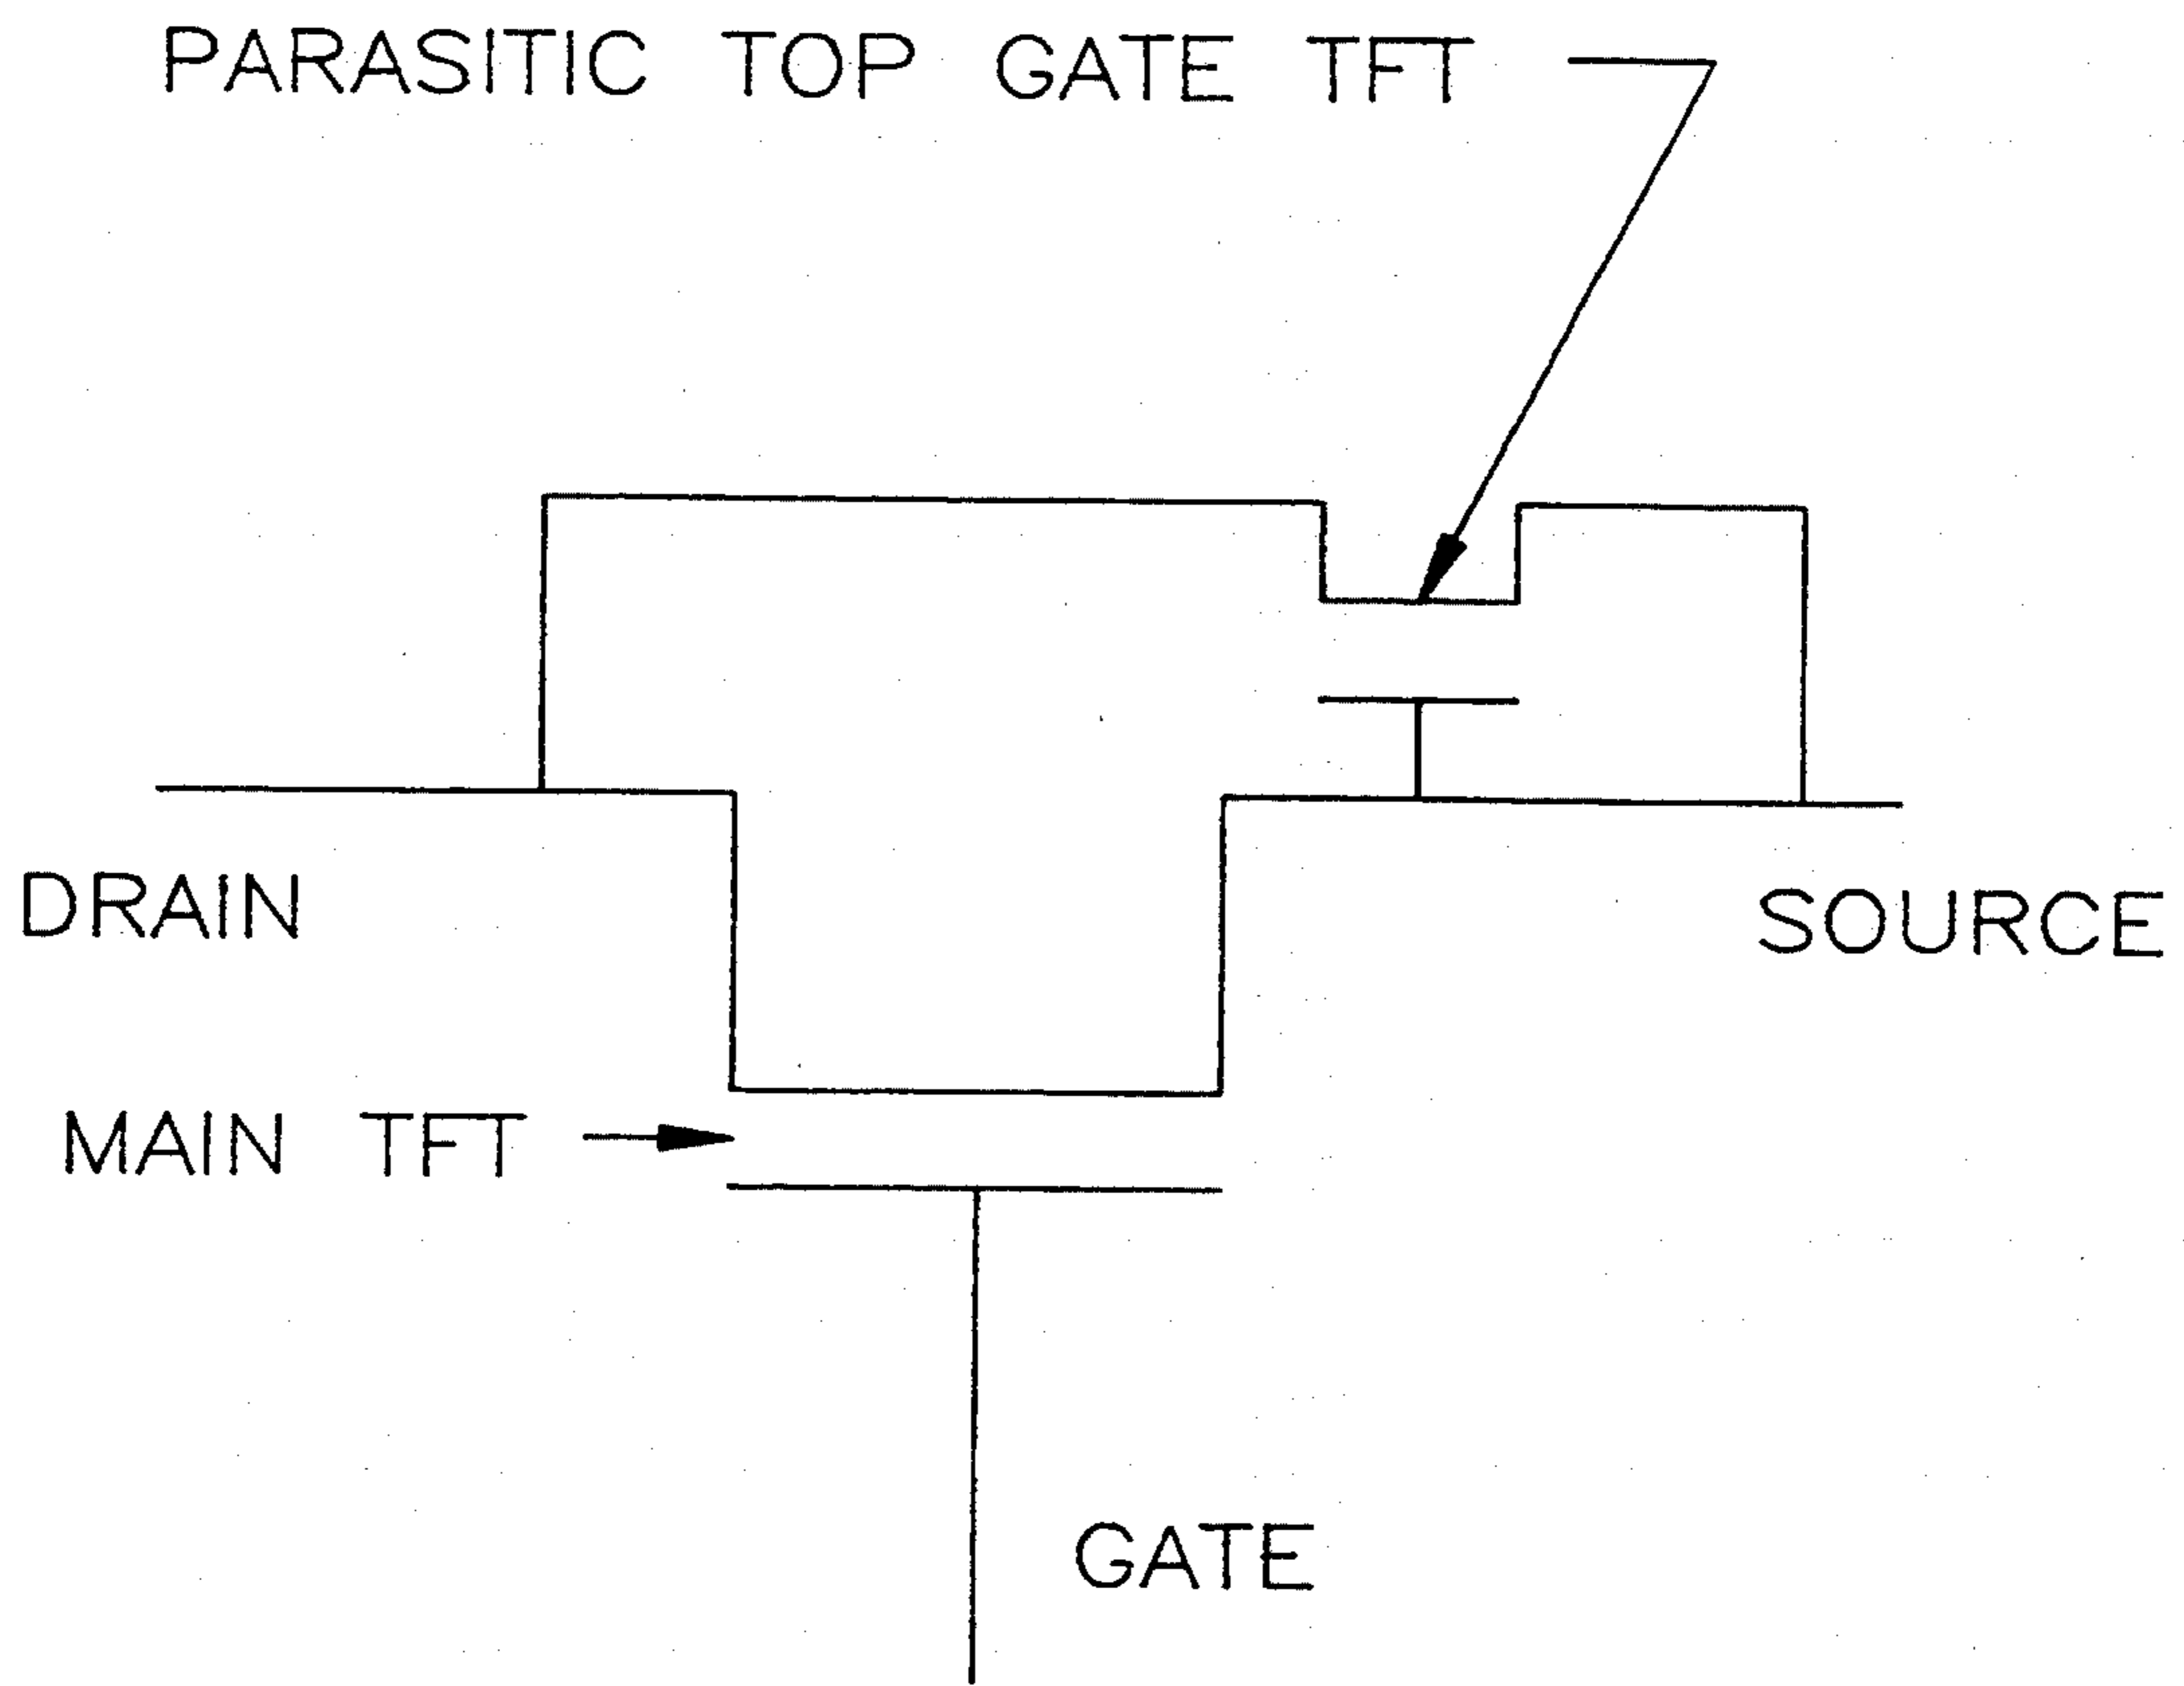 PARASITIC TOP GATE TFT
DRAIN
SOURCE
MAIN TFT
GATE